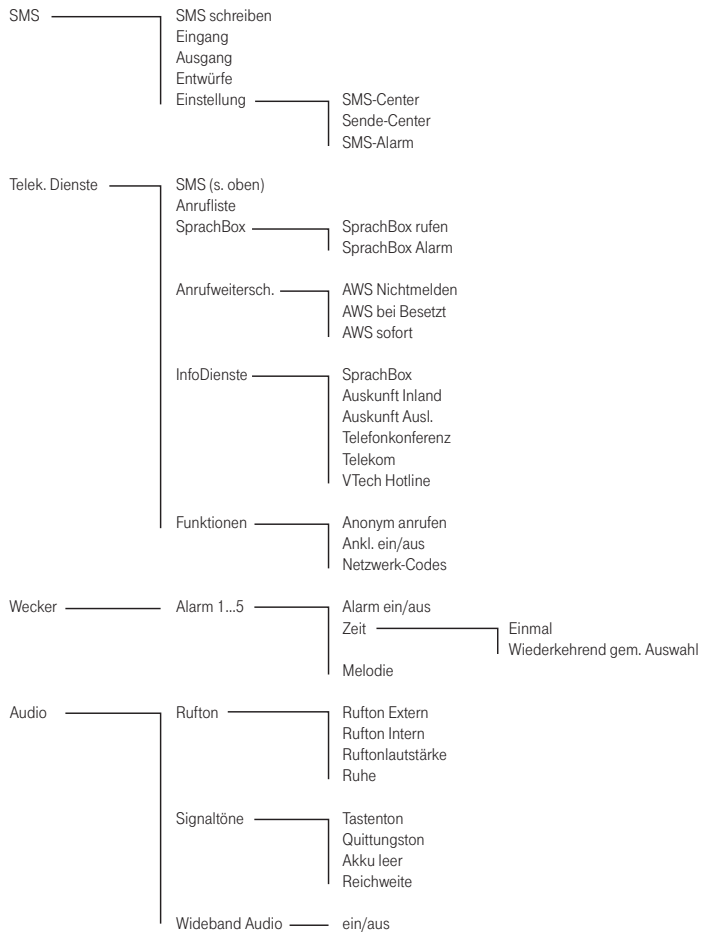 SMS SMS schreiben
Eingang
Ausgang
Entwürfe
Einstellung SMS-Center
Sende-Center
SMS-Alarm
Telek. Dienste SMS (s. oben)
Anrufliste
SprachBox SprachBox rufen
SprachBox Alarm
Anrufweitersch. AWS Nichtmelden
AWS bei Besetzt
AWS sofort
InfoDienste SprachBox
Auskunft Inland
Auskunft Ausl.
Telefonkonferenz
Telekom
VTech Hotline
Funktionen Anonym anrufen
Ankl. ein/aus
Netzwerk-Codes
Wecker Alarm 1...5 Alarm ein/aus
Zeit Einmal
Wiederkehrend gem. Auswahl
Melodie
Audio Rufton Rufton Extern
Rufton Intern
Ruftonlautstärke
Ruhe
Signaltöne Tastenton
Quittungston
Akku leer
Reichweite
Wideband Audio ein/aus